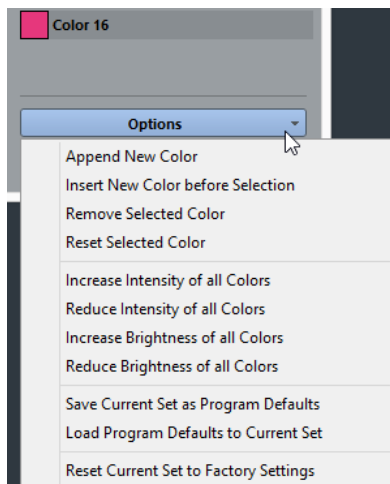 Color 16
Options
Append New Color
Insert New Color before Selection
Remove Selected Color
Reset Selected Color
Increase Intensity of all Colors
Reduce Intensity of all Colors
Increase Brightness of all Colors
Reduce Brightness of all Colors
Save Current Set as Program Defaults
Load Program Defaults to Current Set
Reset Current Set to Factory Settings